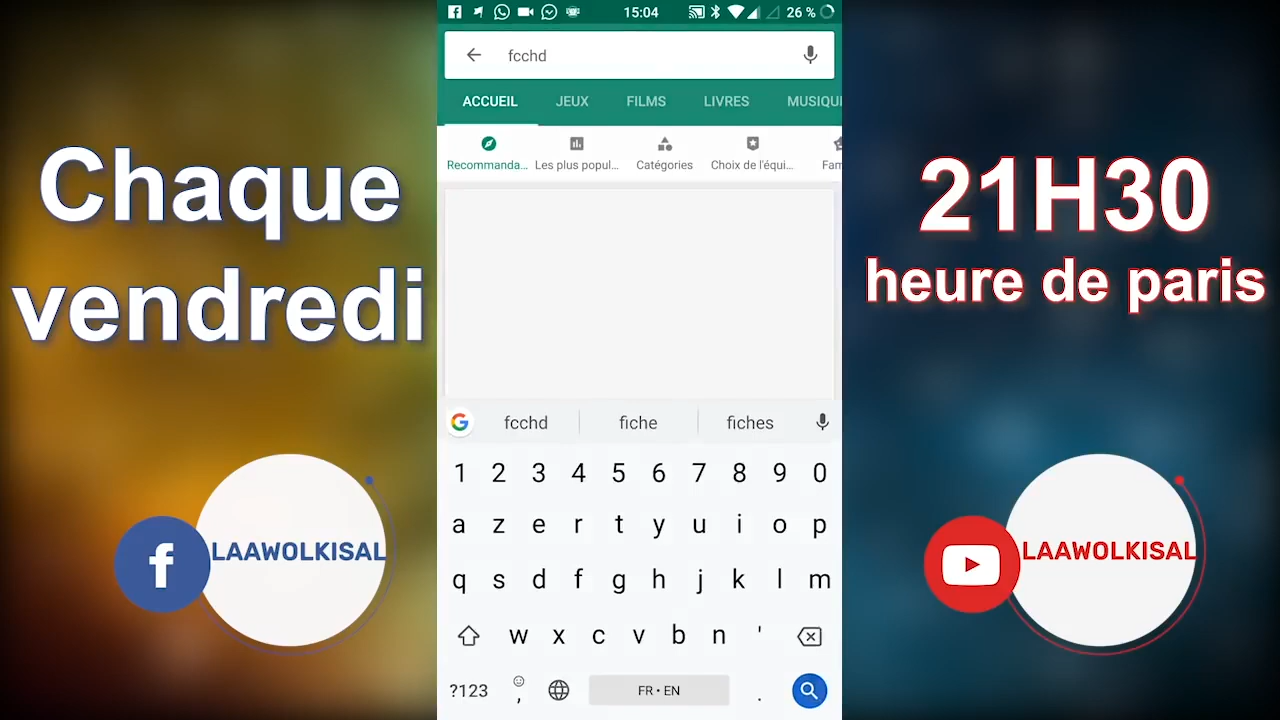 Chaque
vendredi
LAAWOLKISAL
15:04
26 %
fcchd
ACCUEIL
JEUX
FILMS
LIVRES
MUSIQU
Recommanda...
Les plus popul...
Catégories
Choix de l'équi...
Fam
fcchd
fiche
fiches
1 2 3 4 5 6 7 8 9 0
a z e r t y u i o p
q s d f g h j k l m
w x c v b n '
?123 , FR • EN .
21H30
heure de paris
LAAWOLKISAL